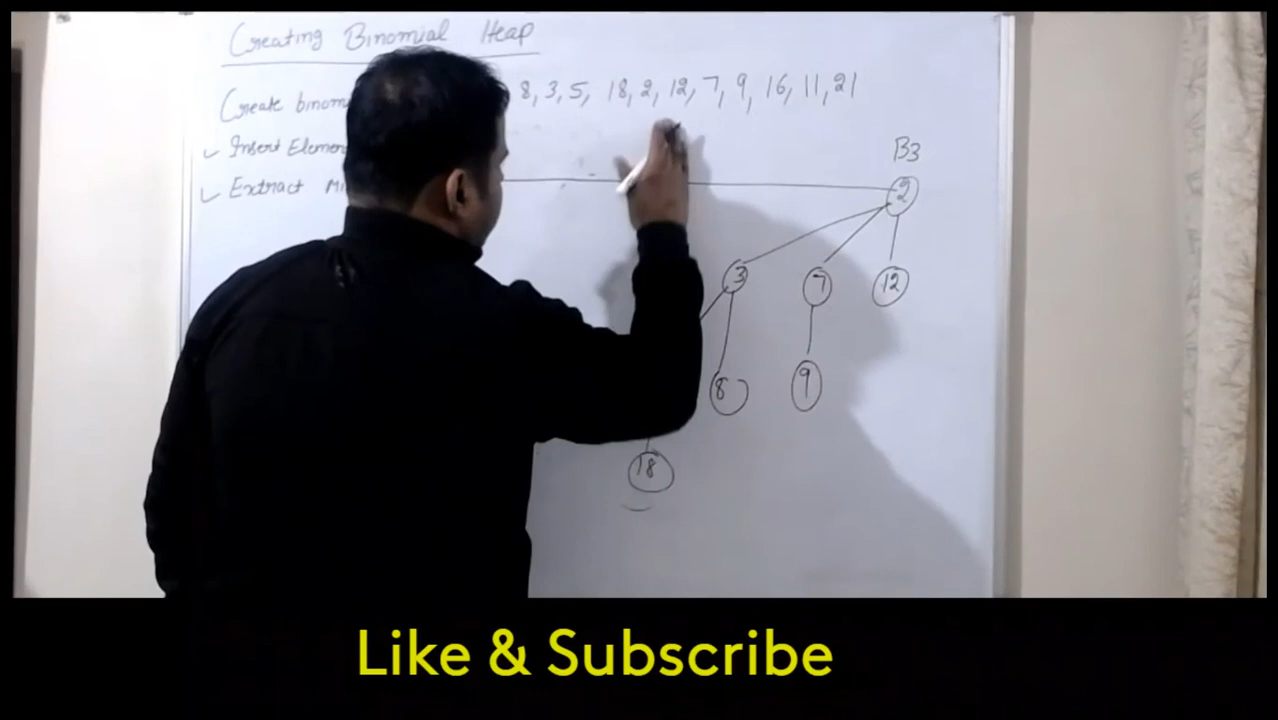 Creating Binomial Heap
Create binom 8, 3, 5, 18, 2, 12, 7, 9, 16, 11, 21
Insert Elemen
Extract Mi
B3
2
3 7 12
8 9
18
Like & Subscribe